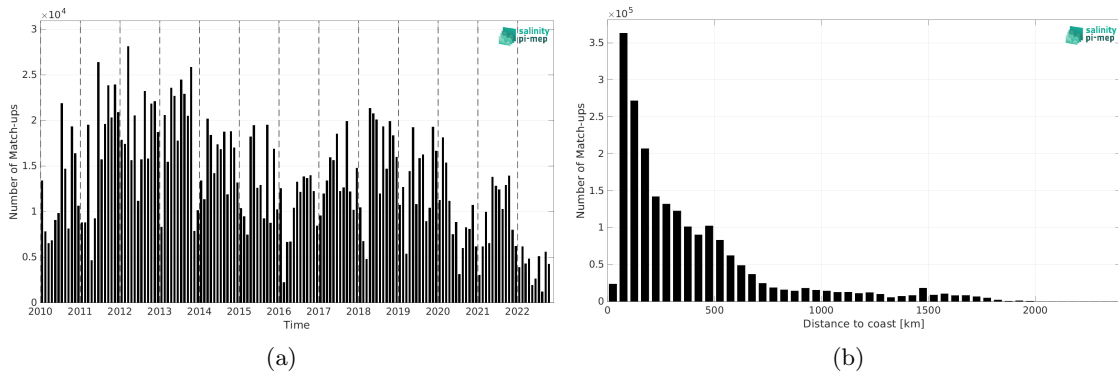 ×10⁴
3
2.5
2
1.5
1
0.5
0
Number of Match-ups
2010 2011 2012 2013 2014 2015 2016 2017 2018 2019 2020 2021 2022
Time
salinity
pi-mep
(a)
×10⁵
3.5
3
2.5
2
1.5
1
0.5
0
Number of Match-ups
0 500 1000 1500 2000
Distance to coast [km]
salinity
pi-mep
(b)